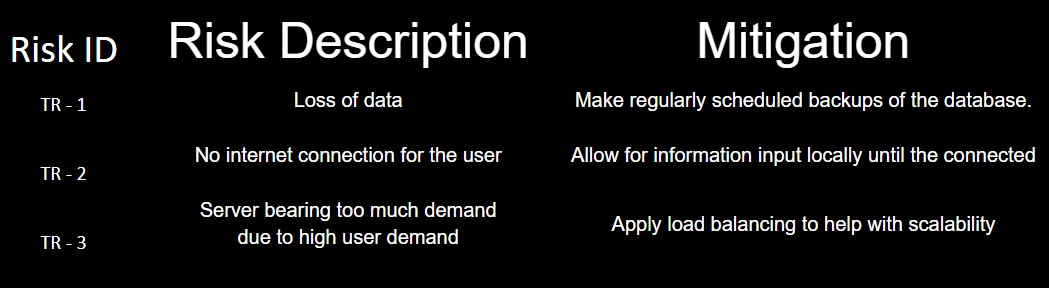 Risk ID Risk Description Mitigation
TR - 1 Loss of data Make regularly scheduled backups of the database.
TR - 2 No internet connection for the user Allow for information input locally until the connected
TR - 3 Server bearing too much demand
due to high user demand Apply load balancing to help with scalability